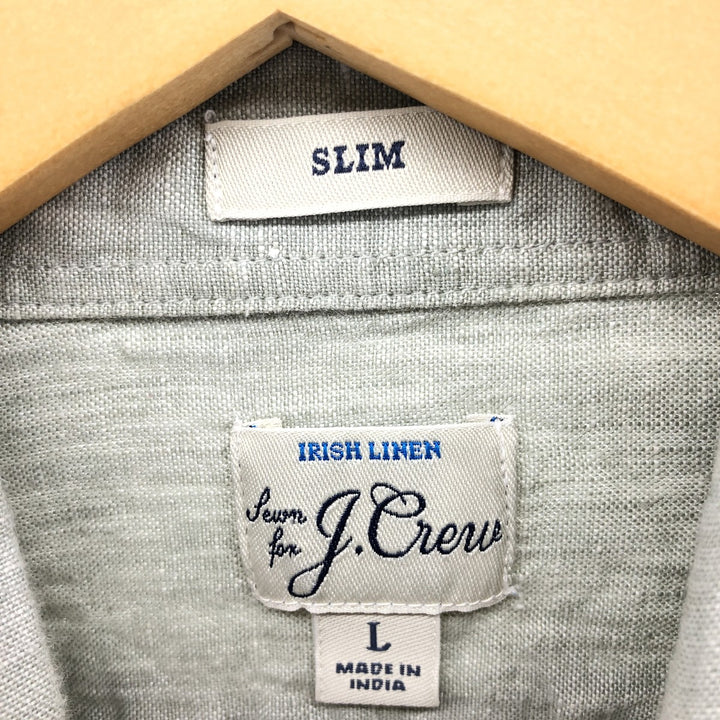 SLIM
IRISH LINEN
Sewn
for J.Crew
L
MADE IN
INDIA